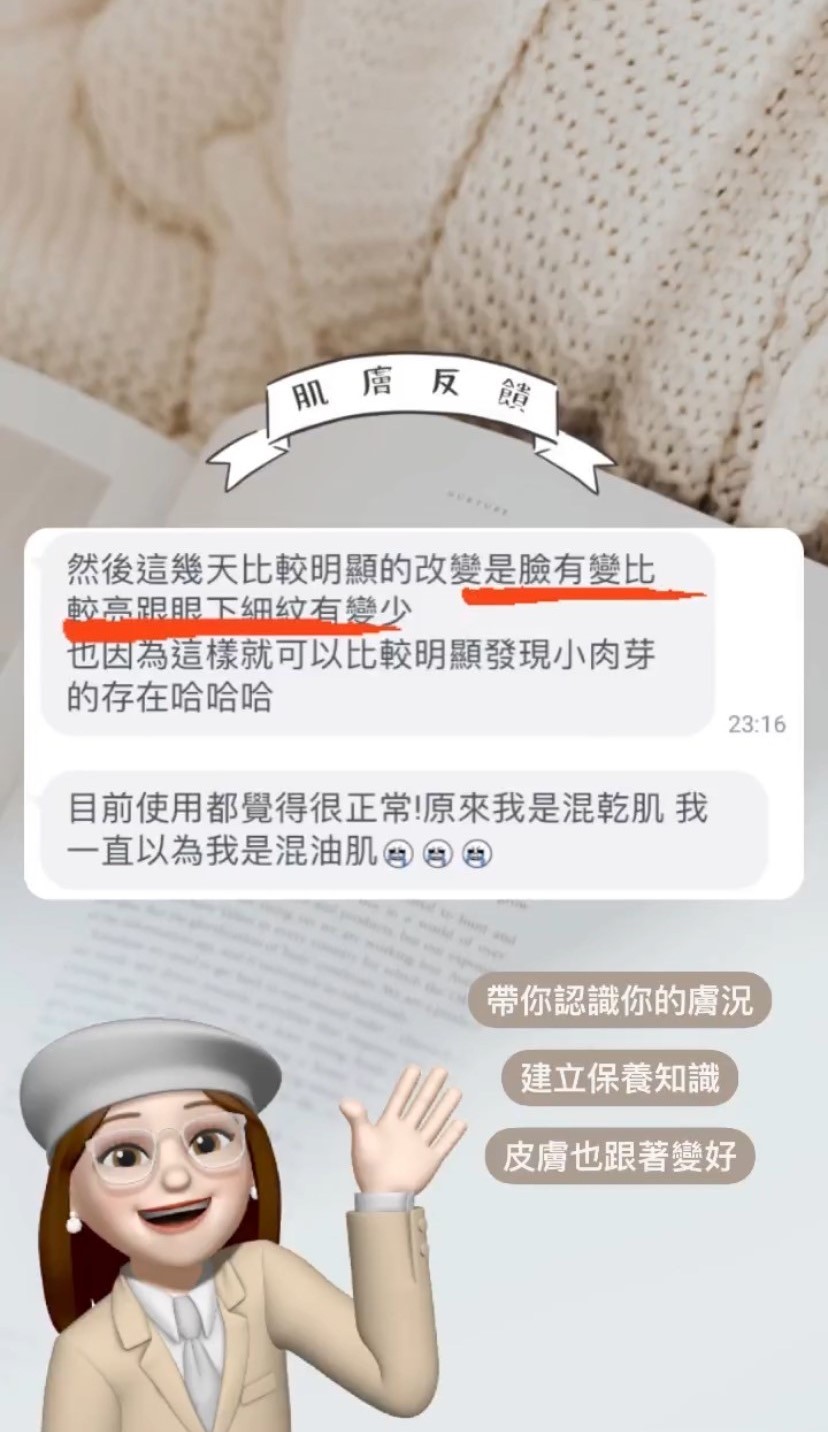 肌膚反饋
NURTURE
然後這幾天比較明顯的改變是臉有變比
較亮跟眼下細紋有變少
也因為這樣就可以比較明顯發現小肉芽
的存在哈哈哈
23:16
目前使用都覺得很正常!原來我是混乾肌 我
一直以為我是混油肌😭😭😭
帶你認識你的膚況
建立保養知識
皮膚也跟著變好